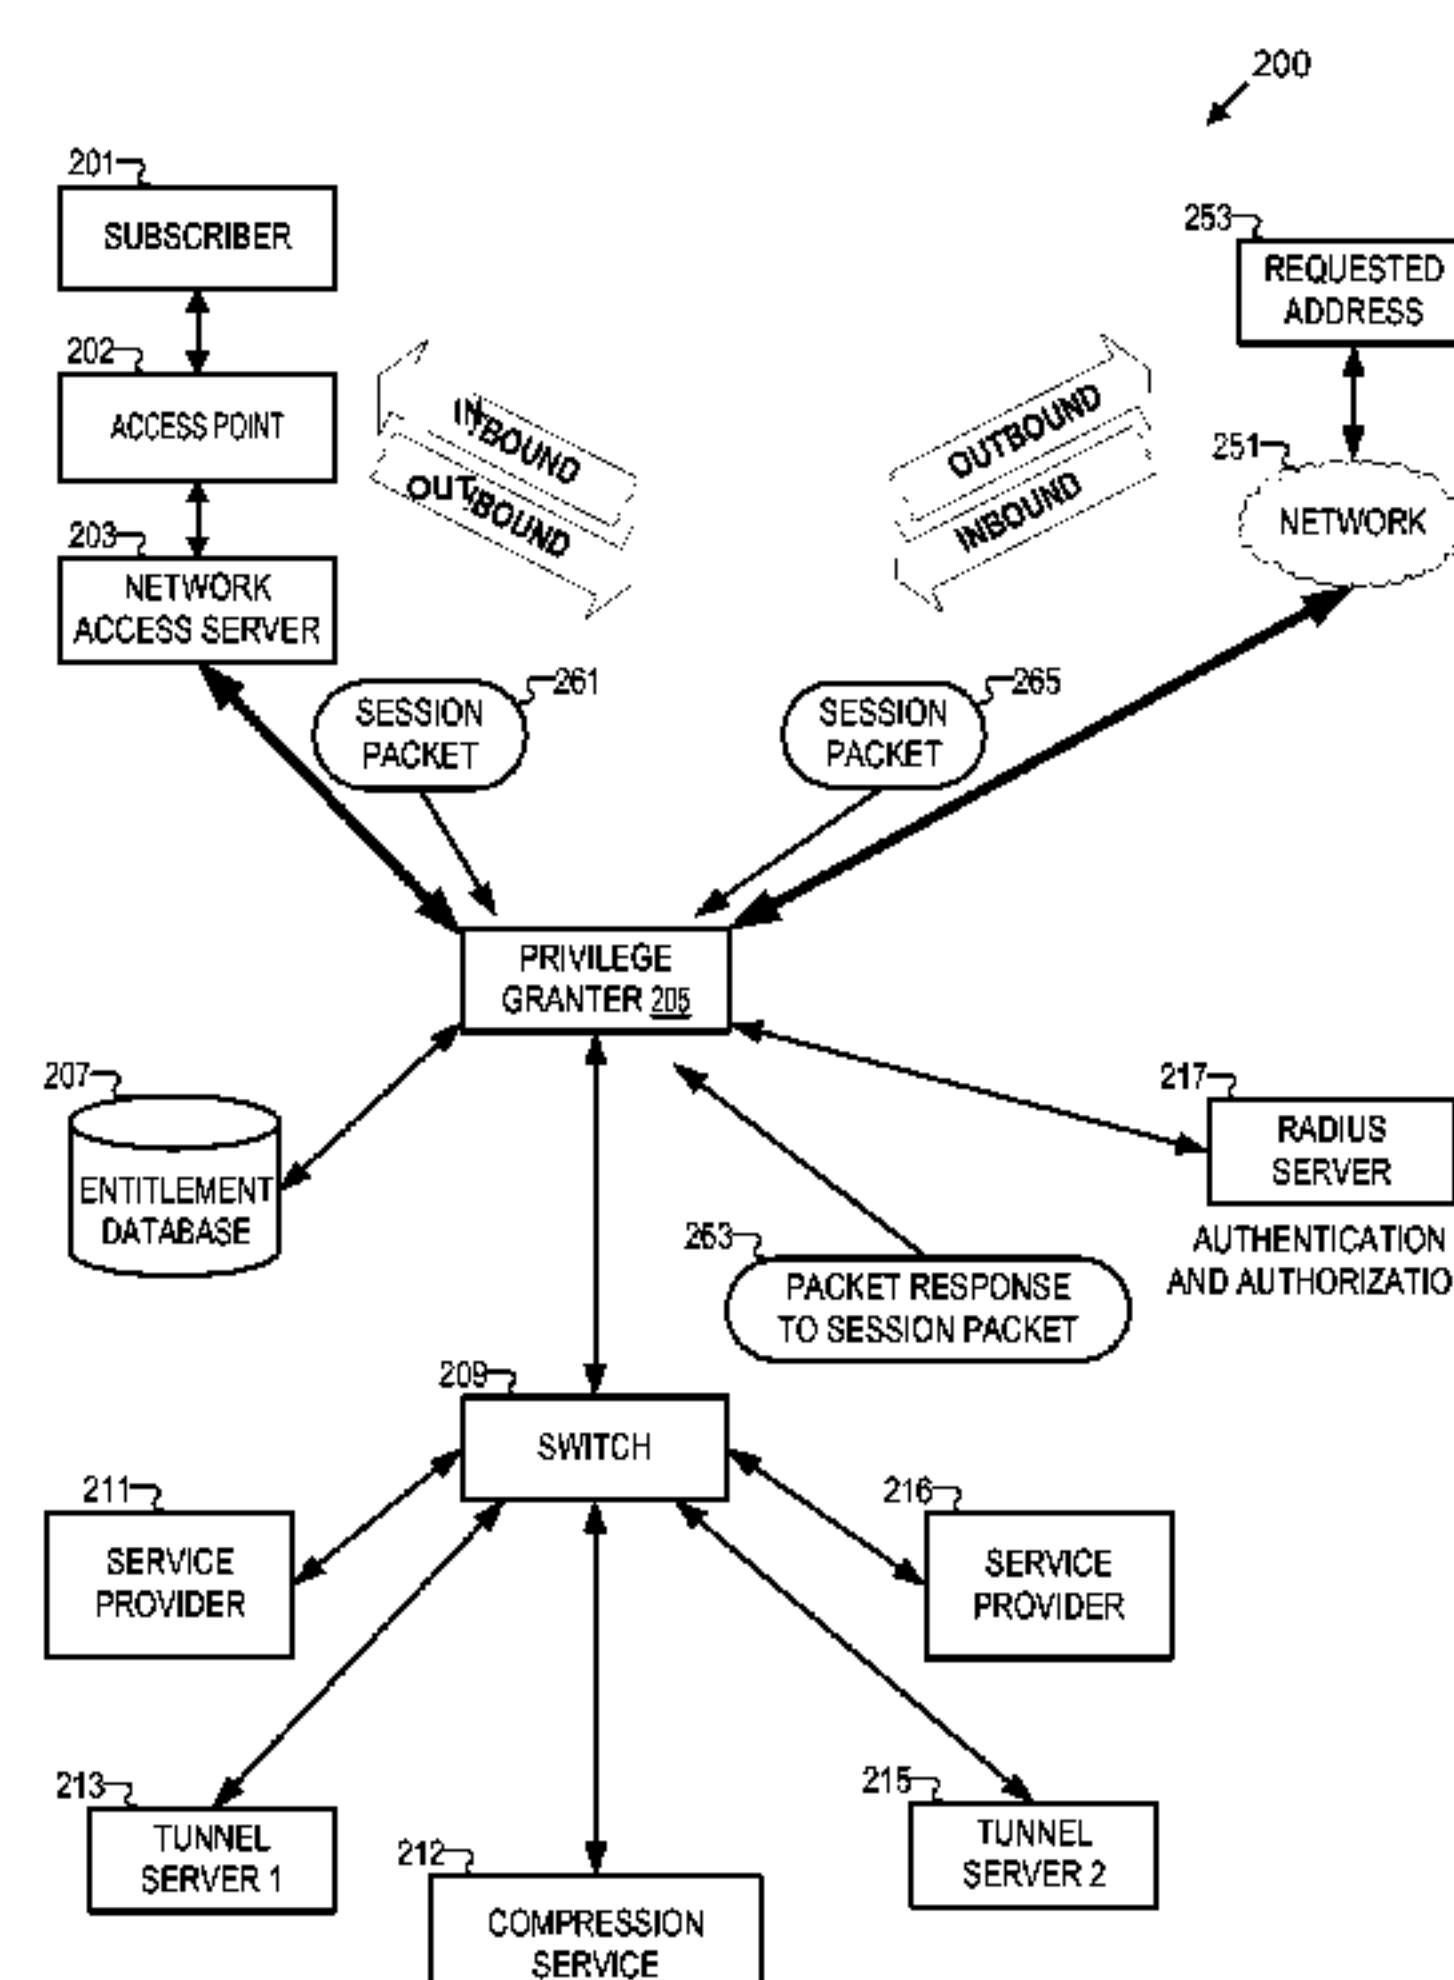 200
201
SUBSCRIBER
253
REQUESTED
ADDRESS
202
ACCESS POINT
INBOUND
OUTBOUND
OUTBOUND
INBOUND
251
NETWORK
203
NETWORK
ACCESS SERVER
261
SESSION
PACKET
265
SESSION
PACKET
PRIVILEGE
GRANTER 205
207
ENTITLEMENT
DATABASE
217
RADIUS
SERVER
AUTHENTICATION
AND AUTHORIZATIO
263
PACKET RESPONSE
TO SESSION PACKET
209
SWITCH
211
SERVICE
PROVIDER
216
SERVICE
PROVIDER
213
TUNNEL
SERVER 1
215
TUNNEL
SERVER 2
212
COMPRESSION
SERVICE